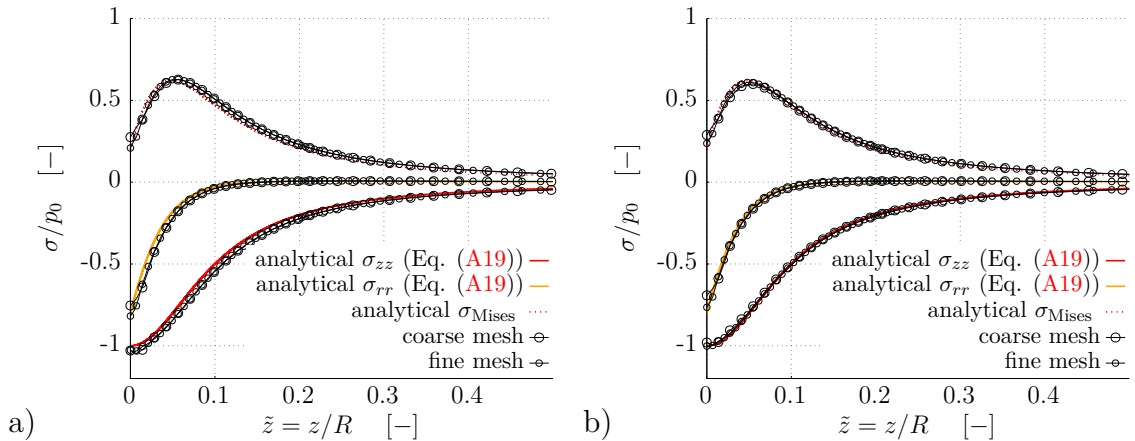 1
0.5
0
-0.5
-1
σ/p₀ [−]
analytical σzz (Eq. (A19))
analytical σrr (Eq. (A19))
analytical σMises
coarse mesh
fine mesh
0 0.1 0.2 0.3 0.4
z̃ = z/R [−]
a)
1
0.5
0
-0.5
-1
σ/p₀ [−]
analytical σzz (Eq. (A19))
analytical σrr (Eq. (A19))
analytical σMises
coarse mesh
fine mesh
0 0.1 0.2 0.3 0.4
z̃ = z/R [−]
b)